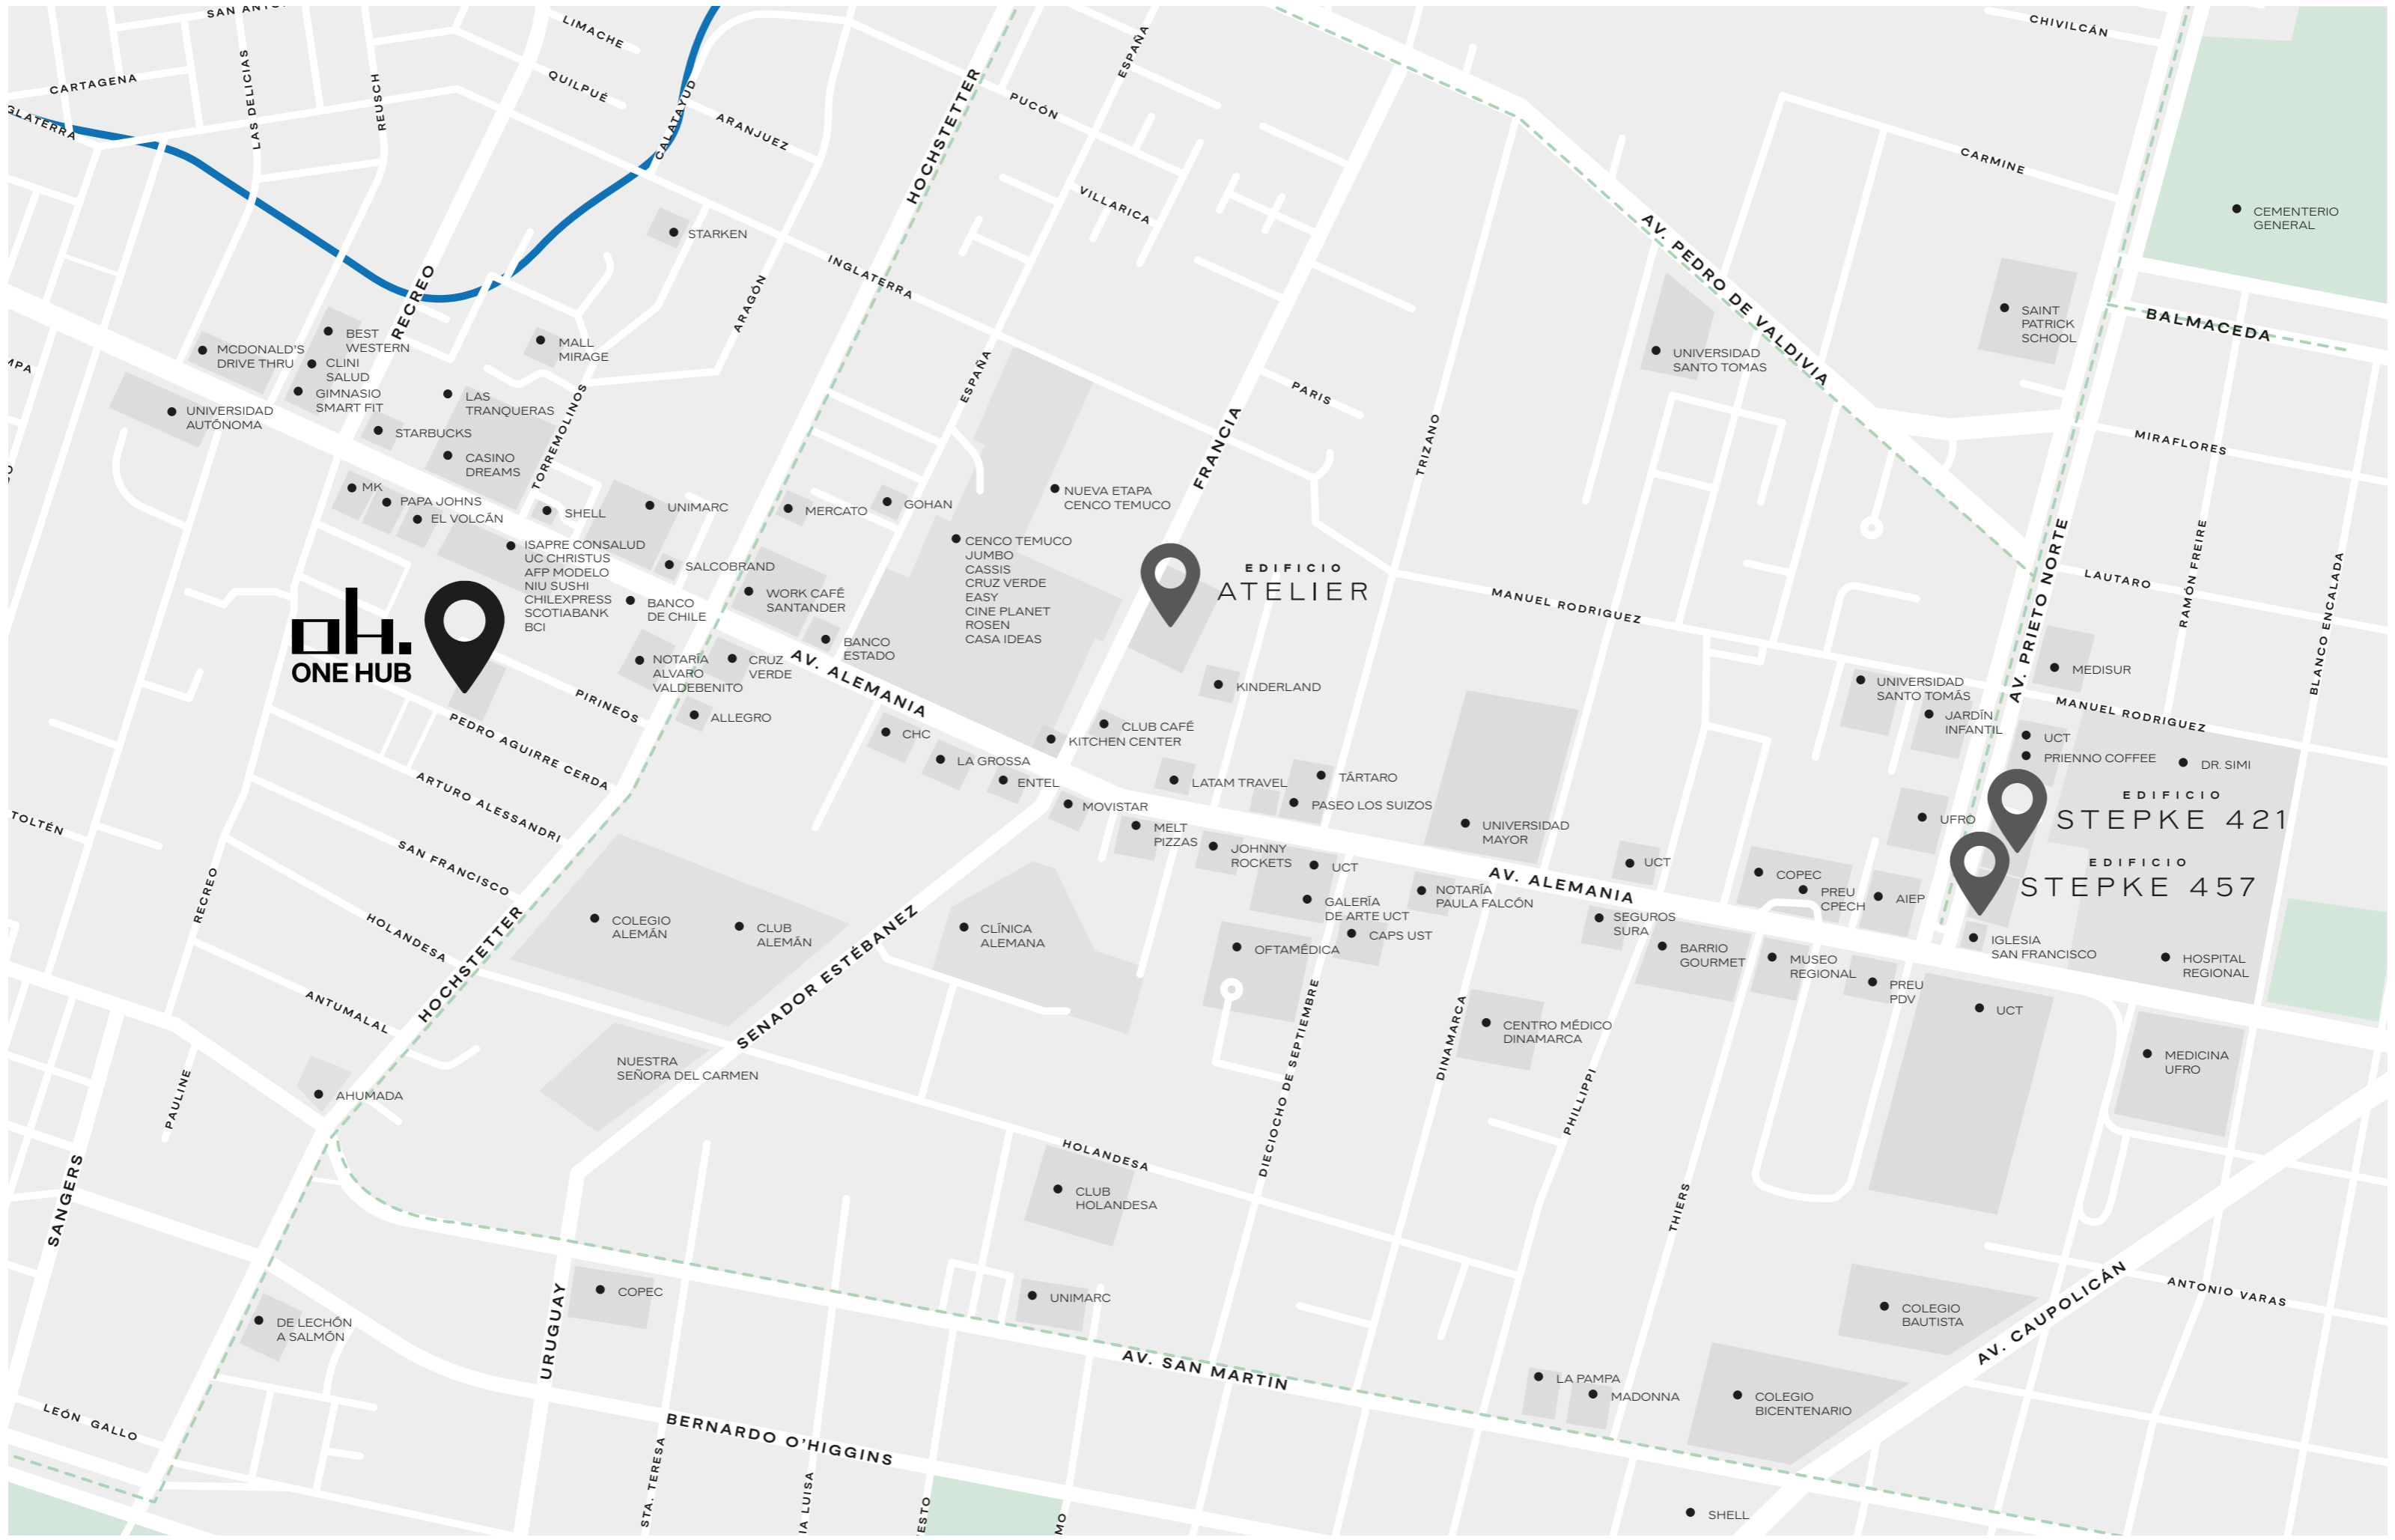 LIMACHE
CHIVILCÁN
CARTAGENA
LAS DELICIAS
REUSCH
QUILPUÉ
CALATAYUD
ARANJUEZ
HOCHSTETTER
PUCÓN
ESPAÑA
VILLARICA
CARMINE
AV. PEDRO DE VALDIVIA
CEMENTERIO
GENERAL
STARKEN
INGLATERRA
ARAGÓN
RECREO
SAINT
PATRICK
SCHOOL
BALMACEDA
BEST
WESTERN
MCDONALD'S
DRIVE THRU
CLINI
SALUD
GIMNASIO
SMART FIT
MALL
MIRAGE
UNIVERSIDAD
SANTO TOMAS
LAS
TRANQUERAS
UNIVERSIDAD
AUTÓNOMA
STARBUCKS
CASINO
DREAMS
TORREMOLINOS
ESPAÑA
PARIS
FRANCIA
TRIZANO
MIRAFLORES
MK
PAPA JOHNS
EL VOLCÁN
SHELL
UNIMARC
MERCATO
GOHAN
NUEVA ETAPA
CENCO TEMUCO
ISAPRE CONSALUD
UC CHRISTUS
AFP MODELO
NIU SUSHI
CHILEXPRESS
SCOTIABANK
BCI
SALCOBRAND
WORK CAFÉ
SANTANDER
BANCO
DE CHILE
CENCO TEMUCO
JUMBO
CASSIS
CRUZ VERDE
EASY
CINE PLANET
ROSEN
CASA IDEAS
EDIFICIO
ATELIER
MANUEL RODRIGUEZ
LAUTARO
RAMÓN FREIRE
BLANCO ENCALADA
AV. PRIETO NORTE
oh.
ONE HUB
BANCO
ESTADO
NOTARÍA
ALVARO
VALDEBENITO
CRUZ
VERDE
AV. ALEMANIA
KINDERLAND
MEDISUR
UNIVERSIDAD
SANTO TOMÁS
JARDÍN
INFANTIL
MANUEL RODRIGUEZ
PIRINEOS
ALLEGRO
PEDRO AGUIRRE CERDA
CHC
CLUB CAFÉ
KITCHEN CENTER
UCT
PRIENNO COFFEE
DR. SIMI
LA GROSSA
ENTEL
LATAM TRAVEL
TÁRTARO
MOVISTAR
PASEO LOS SUIZOS
EDIFICIO
STEPKE 421
ARTURO ALESSANDRI
TOLTÉN
MELT
PIZZAS
UNIVERSIDAD
MAYOR
UFRO
SAN FRANCISCO
JOHNNY
ROCKETS
UCT
UCT
AV. ALEMANIA
COPEC
PREU
CPECH
AIEP
EDIFICIO
STEPKE 457
RECREO
HOLANDESA
COLEGIO
ALEMÁN
CLUB
ALEMÁN
CLÍNICA
ALEMANA
GALERÍA
DE ARTE UCT
NOTARÍA
PAULA FALCÓN
CAPS UST
OFTAMÉDICA
SEGUROS
SURA
BARRIO
GOURMET
MUSEO
REGIONAL
PREU
PDV
IGLESIA
SAN FRANCISCO
HOSPITAL
REGIONAL
UCT
HOCHSTETTER
SENADOR ESTÉBANEZ
ANTUMALAL
NUESTRA
SEÑORA DEL CARMEN
DIECIOCHO DE SEPTIEMBRE
DINAMARCA
CENTRO MÉDICO
DINAMARCA
PHILLIPPI
MEDICINA
UFRO
PAULINE
AHUMADA
SANGERS
HOLANDESA
CLUB
HOLANDESA
THIERS
COPEC
UNIMARC
DE LECHÓN
A SALMÓN
URUGUAY
AV. SAN MARTIN
COLEGIO
BAUTISTA
AV. CAUPOLICÁN
ANTONIO VARAS
LA PAMPA
MADONNA
COLEGIO
BICENTENARIO
LEÓN GALLO
BERNARDO O'HIGGINS
STA. TERESA
SHELL